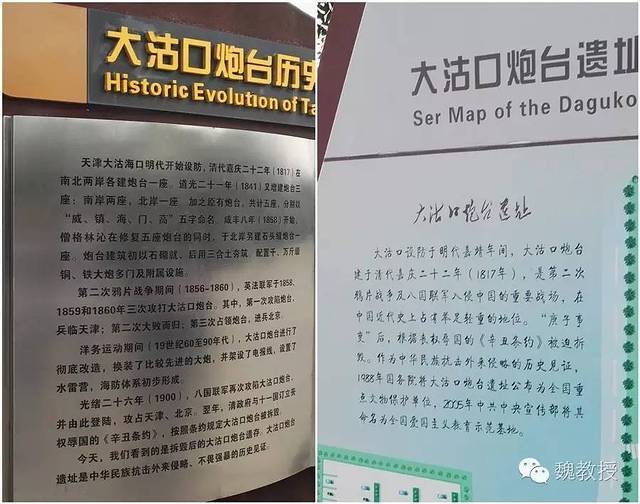 大沽口炮台历史
Historic Evolution of Ta
天津大沽海口明代开始设防，清代嘉庆二十二年（1817）在
南北两岸各建炮台一座。道光二十一年（1841）又增建炮台三
座：南岸两座，北岸一座。加之原有炮台，共计五座，分别以
“威、镇、海、门、高”五字命名。咸丰八年（1858）开始，
僧格林沁在修复五座炮台的同时，于北岸另建石头缝炮台一
座。炮台建筑初以石砌就、后用三合土夯筑，配置千、万斤级
铜、铁大炮多门及附属设施。
第二次鸦片战争期间（1856–1860），英法联军于1858、
1859和1860年三次攻打大沽口炮台。其中，第一次攻陷炮台，
兵临天津；第二次大败而归；第三次占领炮台，进兵北京。
洋务运动期间（19世纪60至90年代），大沽口炮台进行了
彻底改造，换装了比较先进的大炮，并架设了电报线，设置了
水雷营，海防体系初步形成。
光绪二十六年（1900），八国联军再次攻陷大沽口炮台，
并由此登陆，攻占天津、北京。翌年，清政府与十一国订立丧
权辱国的《辛丑条约》，按照条约规定大沽口炮台被拆毁。
今天，我们看到的是拆毁后的大沽口炮台遗存。大沽口炮台
遗址是中华民族抗击外来侵略、不畏强暴的历史见证。
大沽口炮台遗址
Ser Map of the Daguko
大沽口炮台遗址
大沽口设防于明代嘉靖年间，大沽口炮台
建于清代嘉庆二十二年（1817年），是第二次
鸦片战争及八国联军入侵中国的重要战场，在
中国近代史上占有举足轻重的地位。“庚子事
变”后，根据丧权辱国的《辛丑条约》被迫拆
毁。作为中华民族抗击外来侵略的历史见证，
1988年国务院将大沽口炮台遗址公布为全国重
点文物保护单位，2005年中共中央宣传部将其
命名为全国爱国主义教育示范基地。
魏教授